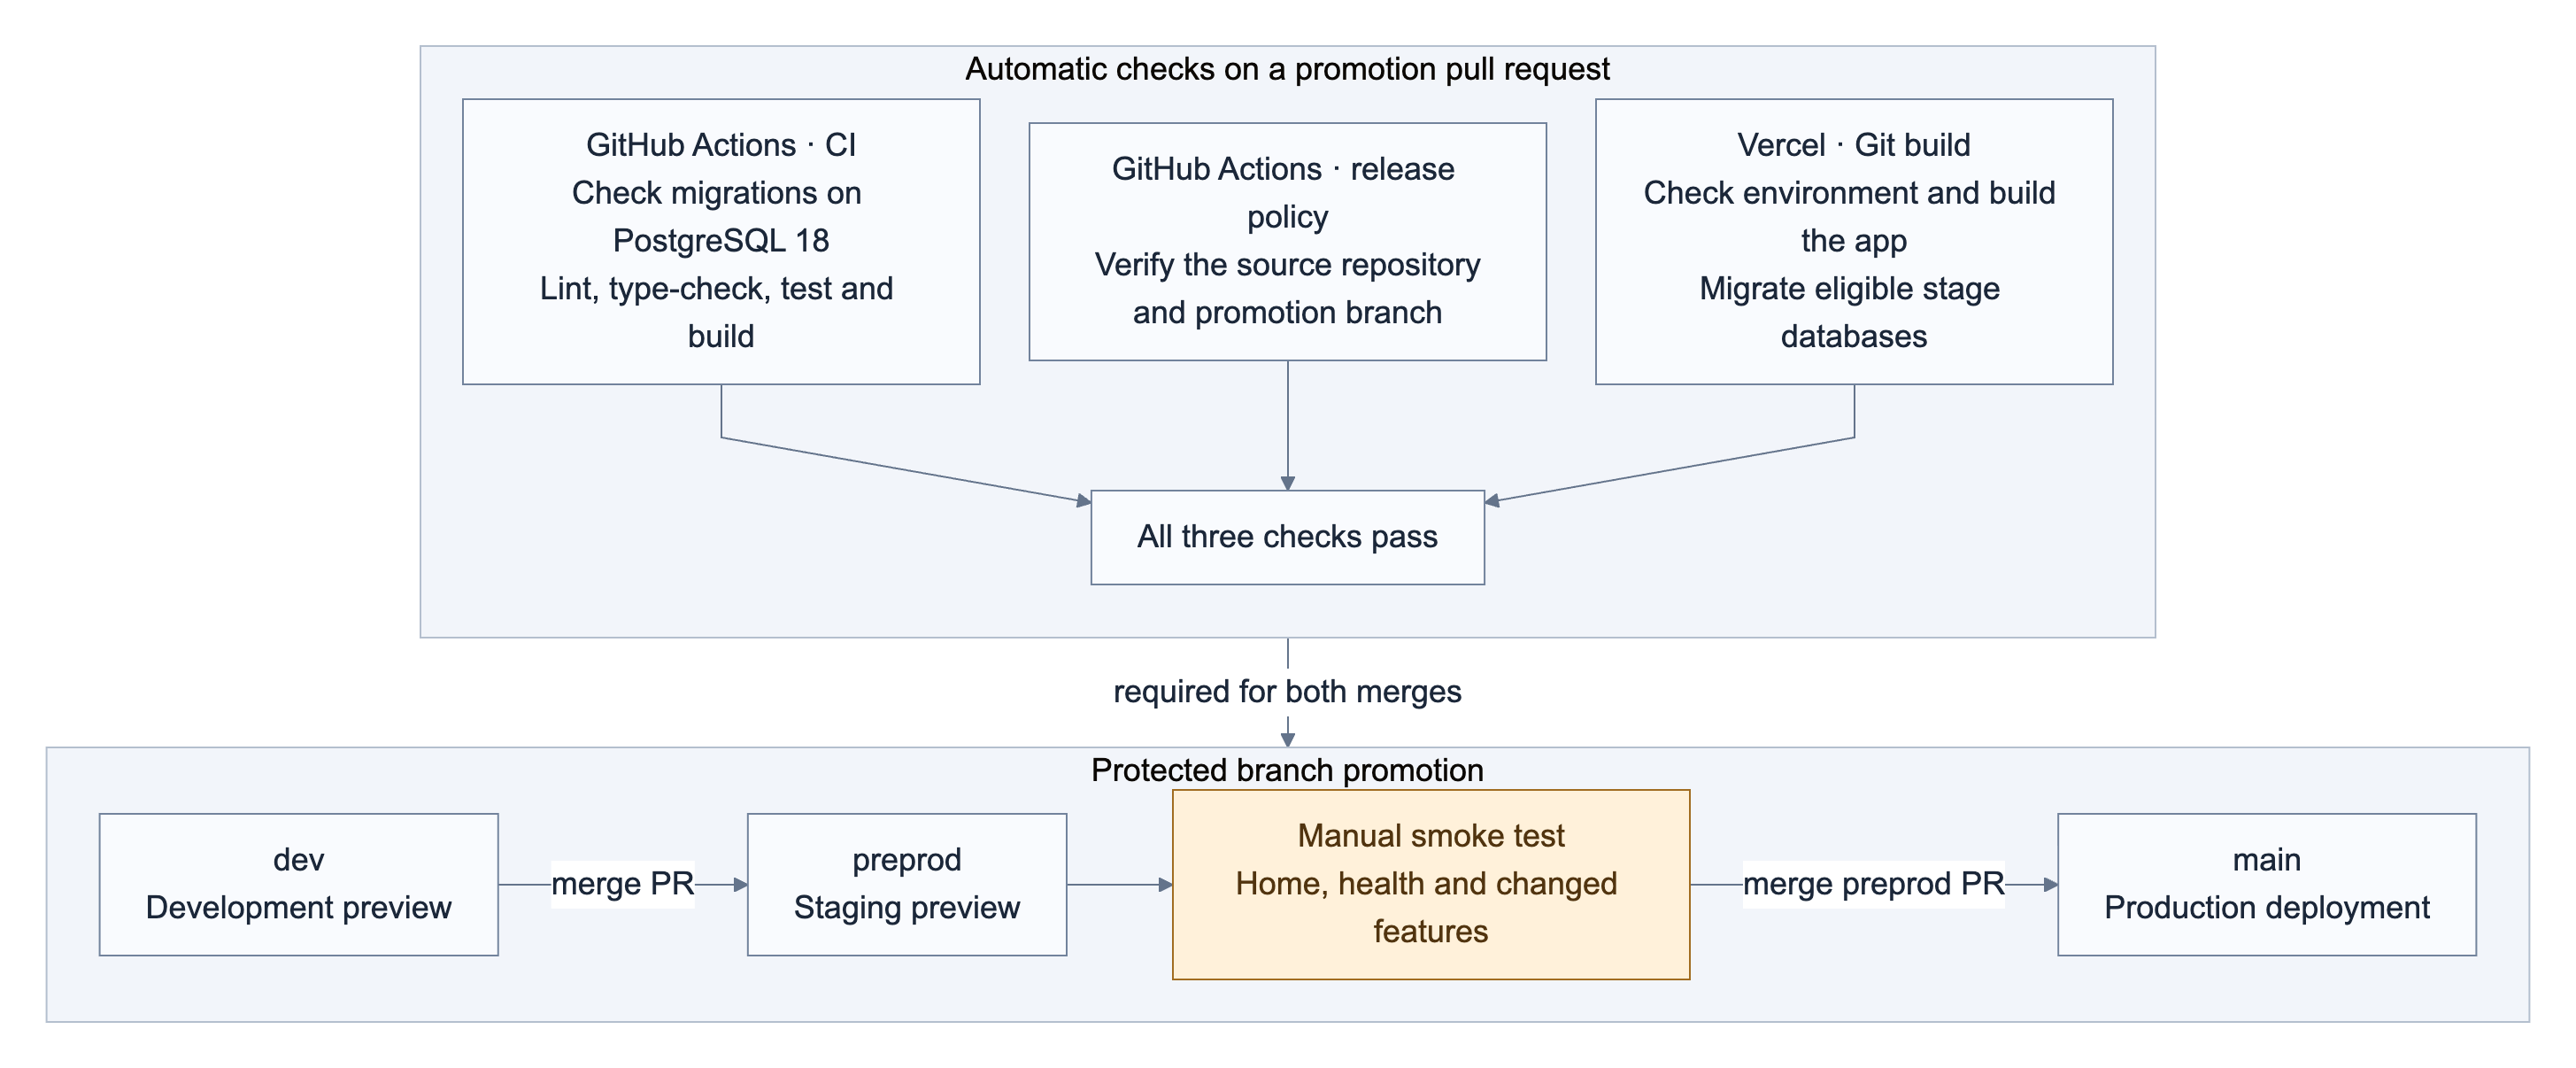 Automatic checks on a promotion pull request
GitHub Actions · CI
Check migrations on
PostgreSQL 18
Lint, type-check, test and
build
GitHub Actions · release
policy
Verify the source repository
and promotion branch
Vercel · Git build
Check environment and build
the app
Migrate eligible stage
databases
All three checks pass
required for both merges
Protected branch promotion
dev
Development preview
merge PR
preprod
Staging preview
Manual smoke test
Home, health and changed
features
merge preprod PR
main
Production deployment